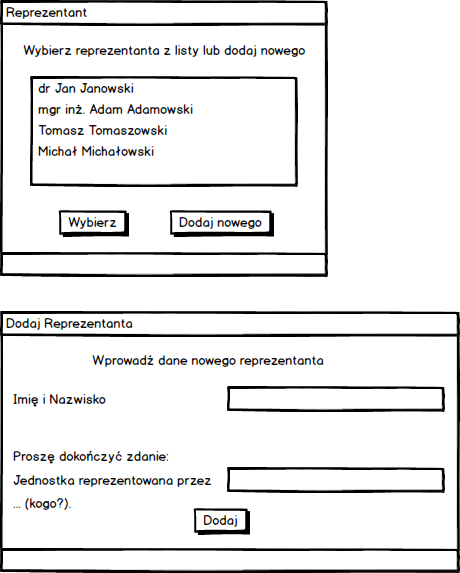 Reprezentant
Wybierz reprezentanta z listy lub dodaj nowego
dr Jan Janowski
mgr inż. Adam Adamowski
Tomasz Tomaszowski
Michał Michałowski
Wybierz
Dodaj nowego
Dodaj Reprezentanta
Wprowadź dane nowego reprezentanta
Imię i Nazwisko
Proszę dokończyć zdanie:
Jednostka reprezentowana przez
... (kogo?).
Dodaj